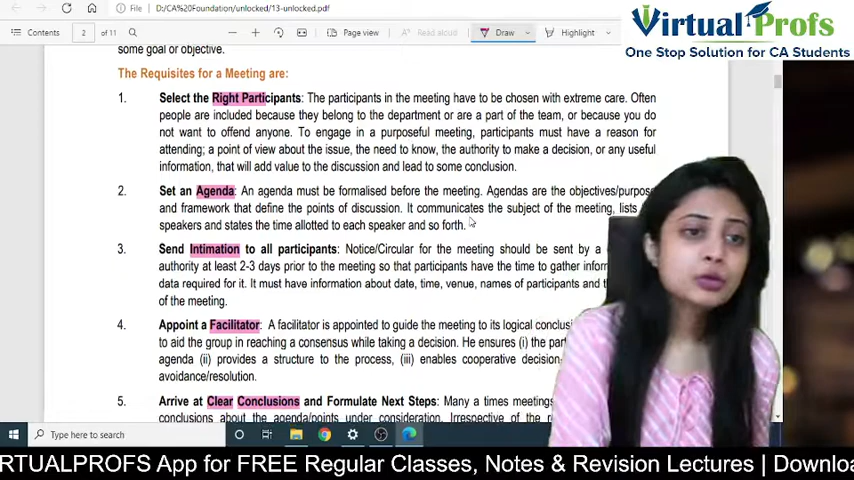 File
D:/CA%20Foundation/unlocked/13-unlocked.pdf
Contents
2
of 11
Page view
Read aloud
Draw
Highlight
Virtual Profs
One Stop Solution for CA Students
some goal or objective.
The Requisites for a Meeting are:
1. Select the Right Participants: The participants in the meeting have to be chosen with extreme care. Often
people are included because they belong to the department or are a part of the team, or because you do
not want to offend anyone. To engage in a purposeful meeting, participants must have a reason for
attending; a point of view about the issue, the need to know, the authority to make a decision, or any useful
information, that will add value to the discussion and lead to some conclusion.
2. Set an Agenda: An agenda must be formalised before the meeting. Agendas are the objectives/purpose
and framework that define the points of discussion. It communicates the subject of the meeting, lists
speakers and states the time allotted to each speaker and so forth.
3. Send Intimation to all participants: Notice/Circular for the meeting should be sent by a
authority at least 2-3 days prior to the meeting so that participants have the time to gather
data required for it. It must have information about date, time, venue, names of participants and
of the meeting.
4. Appoint a Facilitator: A facilitator is appointed to guide the meeting to its logical
to aid the group in reaching a consensus while taking a decision. He ensures (i) the
agenda (ii) provides a structure to the process, (iii) enables cooperative
avoidance/resolution.
5. Arrive at Clear Conclusions and Formulate Next Steps: Many a times
conclusions about the agenda/points under consideration. Irrespective of the
Type here to search
RTUALPROFS App for FREE Regular Classes, Notes & Revision Lectures | Downloa